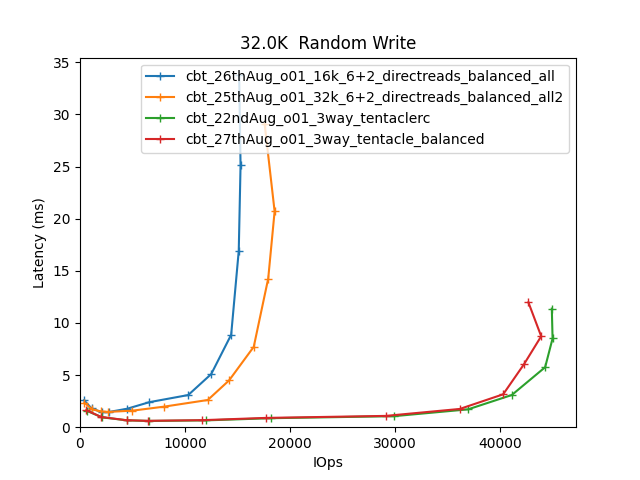 32.0K  Random Write
cbt_26thAug_o01_16k_6+2_directreads_balanced_all
cbt_25thAug_o01_32k_6+2_directreads_balanced_all2
cbt_22ndAug_o01_3way_tentaclerc
cbt_27thAug_o01_3way_tentacle_balanced
Latency (ms)
35
30
25
20
15
10
5
0
0 10000 20000 30000 40000
IOps